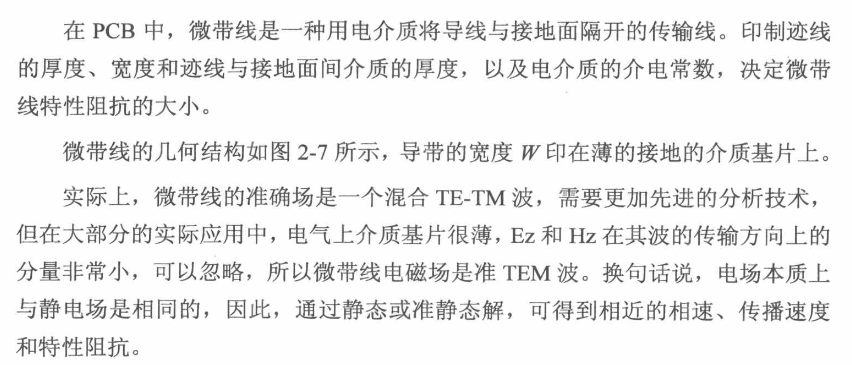 在 PCB 中，微带线是一种用电介质将导线与接地面隔开的传输线。印制迹线
的厚度、宽度和迹线与接地面间介质的厚度，以及电介质的介电常数，决定微带
线特性阻抗的大小。
微带线的几何结构如图 2-7 所示，导带的宽度 W 印在薄的接地的介质基片上。
实际上，微带线的准确场是一个混合 TE-TM 波，需要更加先进的分析技术，
但在大部分的实际应用中，电气上介质基片很薄，Ez 和 Hz 在其波的传输方向上的
分量非常小，可以忽略，所以微带线电磁场是准 TEM 波。换句话说，电场本质上
与静电场是相同的，因此，通过静态或准静态解，可得到相近的相速、传播速度
和特性阻抗。